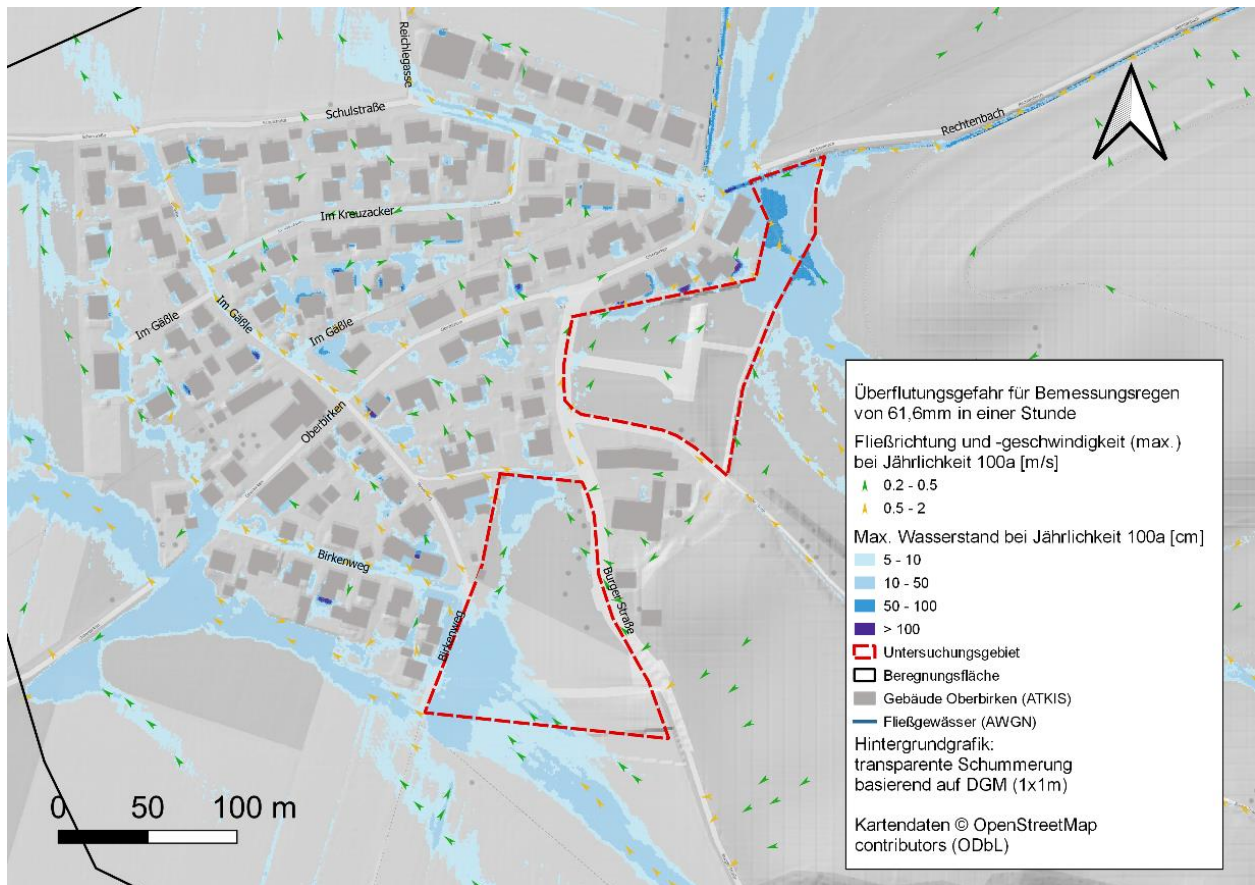 Reichlegasse
Schulstraße
Rechtenbach
Im Kreuzacker
Im Gäßle
Im Gäßle
Im Gäßle
Oberbirken
Birkenweg
Burger Straße
Birkenweg
0 50 100 m
Überflutungsgefahr für Bemessungsregen
von 61,6mm in einer Stunde
Fließrichtung und -geschwindigkeit (max.)
bei Jährlichkeit 100a [m/s]
0.2 - 0.5
0.5 - 2
Max. Wasserstand bei Jährlichkeit 100a [cm]
5 - 10
10 - 50
50 - 100
> 100
Untersuchungsgebiet
Beregnungsfläche
Gebäude Oberbirken (ATKIS)
Fließgewässer (AWGN)
Hintergrundgrafik:
transparente Schummerung
basierend auf DGM (1x1m)
Kartendaten © OpenStreetMap
contributors (ODbL)